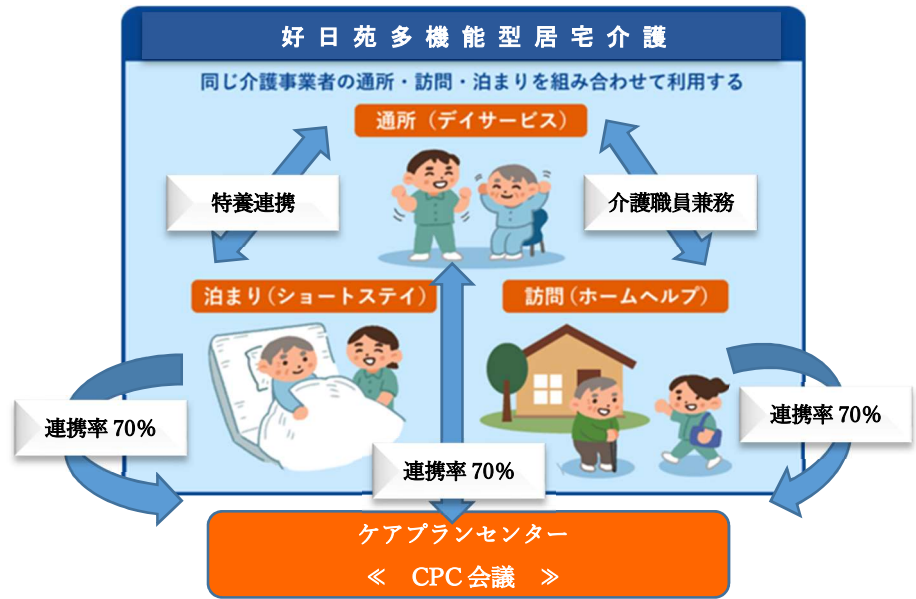 好日苑多機能型居宅介護
同じ介護事業者の通所・訪問・泊まりを組み合わせて利用する
通所（デイサービス）
特養連携
介護職員兼務
泊まり（ショートステイ）
訪問（ホームヘルプ）
連携率 70%
連携率 70%
連携率 70%
ケアプランセンター
≪　CPC 会議　≫